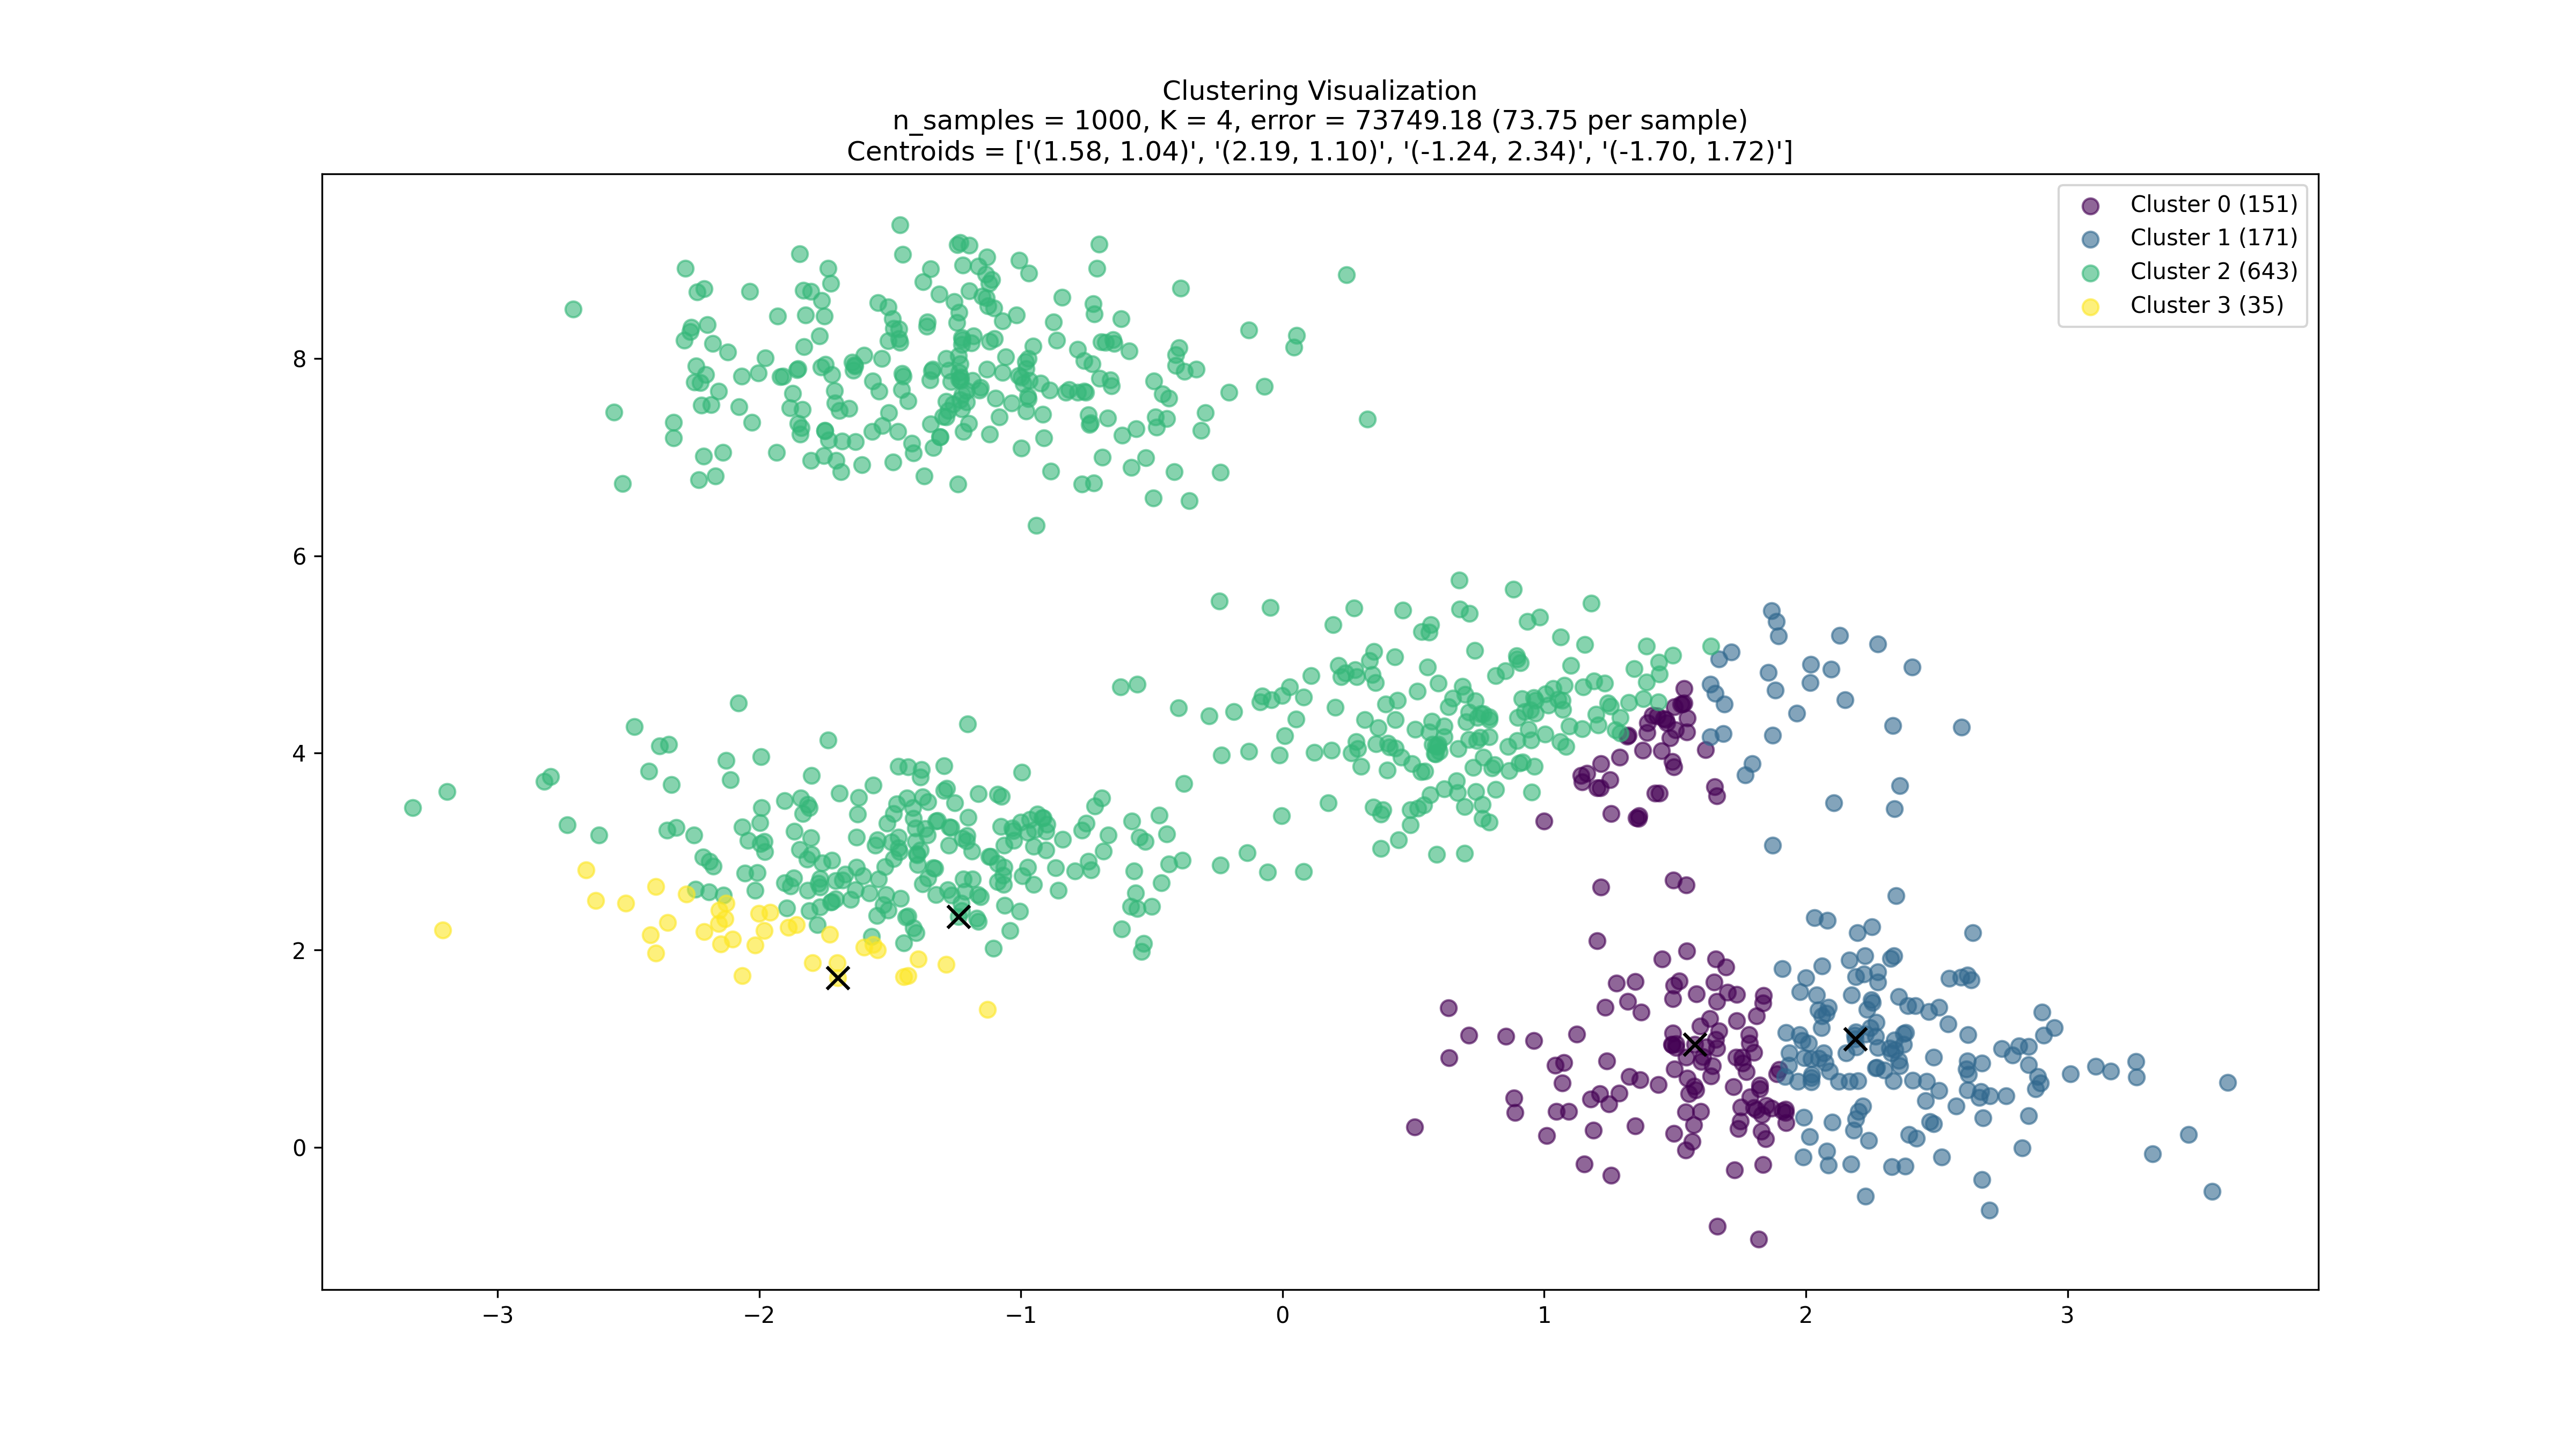 Clustering Visualization
n_samples = 1000, K = 4, error = 73749.18 (73.75 per sample)
Centroids = ['(1.58, 1.04)', '(2.19, 1.10)', '(-1.24, 2.34)', '(-1.70, 1.72)']
Cluster 0 (151)
Cluster 1 (171)
Cluster 2 (643)
Cluster 3 (35)
8
6
4
2
0
−3
−2
−1
0
1
2
3